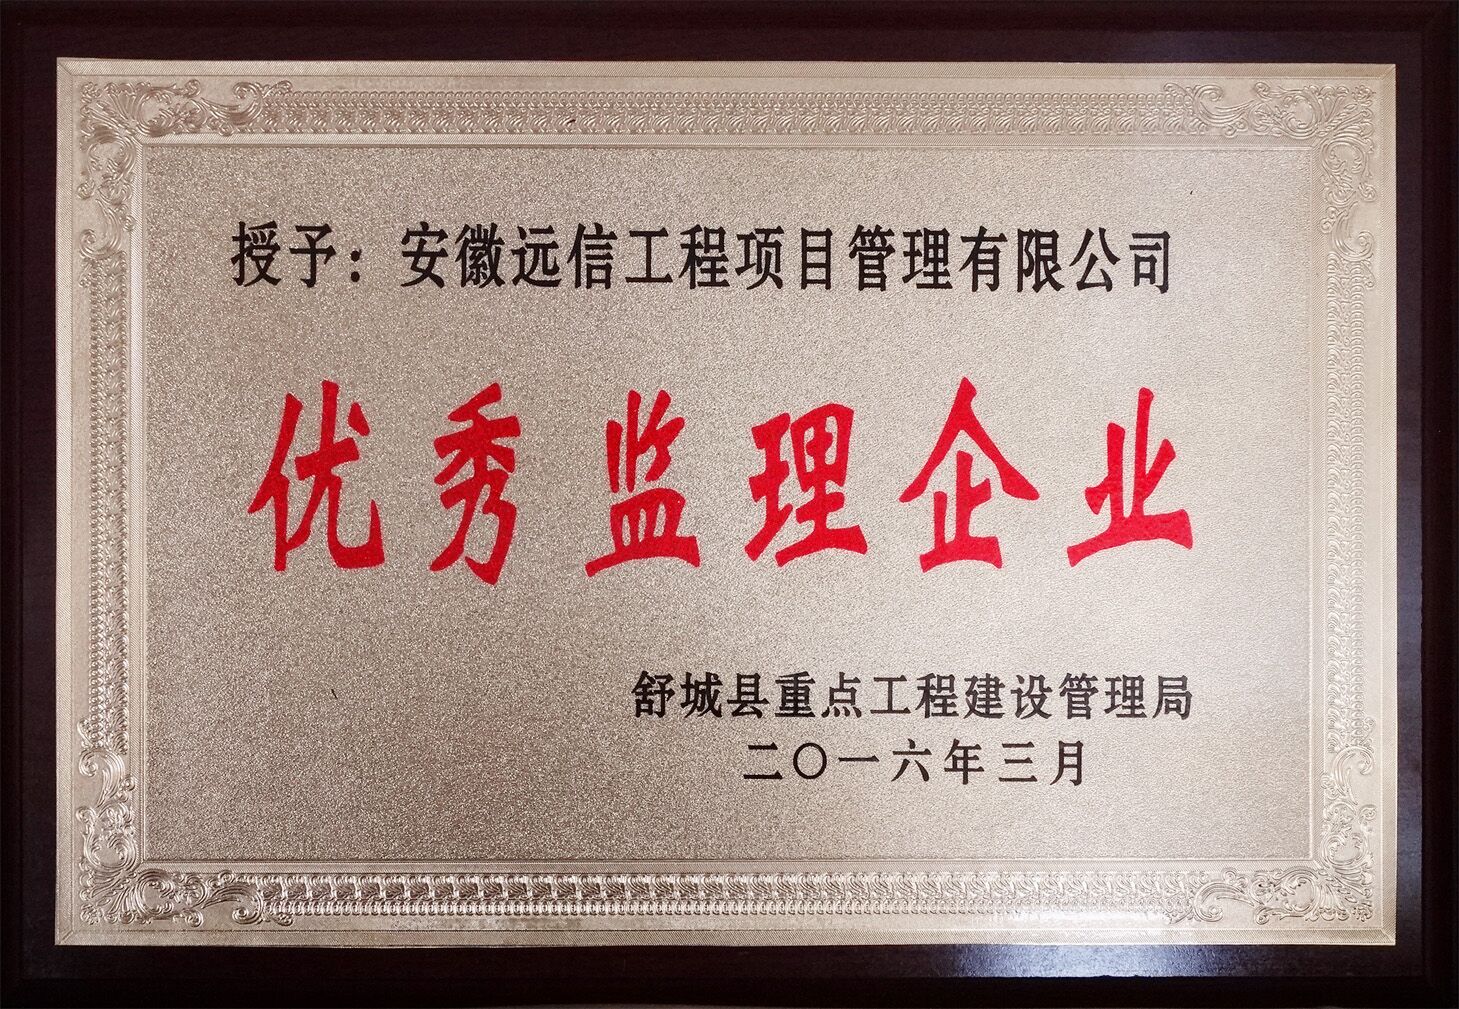 授予：安徽远信工程项目管理有限公司
优秀监理企业
舒城县重点工程建设管理局
二〇一六年三月